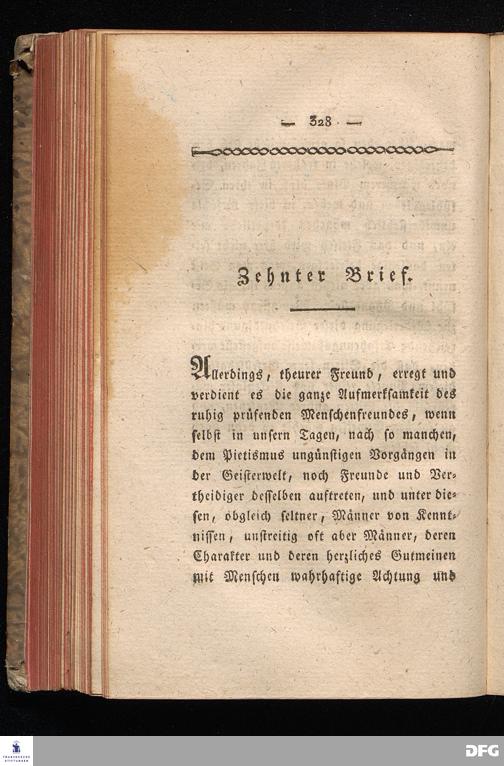 — 328 —
Zehnter Brief.
Allerdings, theurer Freund, erregt und
verdient es die ganze Aufmerksamkeit des
ruhig prüfenden Menschenfreundes, wenn
selbst in unsern Tagen, nach so manchen,
dem Pietismus ungünstigen Vorgängen in
der Geisterwelt, noch Freunde und Ver-
theidiger desselben auftreten, und unter die-
sen, obgleich seltner, Männer von Kennt-
nissen, unstreitig oft aber Männer, deren
Charakter und deren herzliches Gutmeinen
mit Menschen wahrhaftige Achtung und
FRANCKESCHE
STIFTUNGEN
DFG